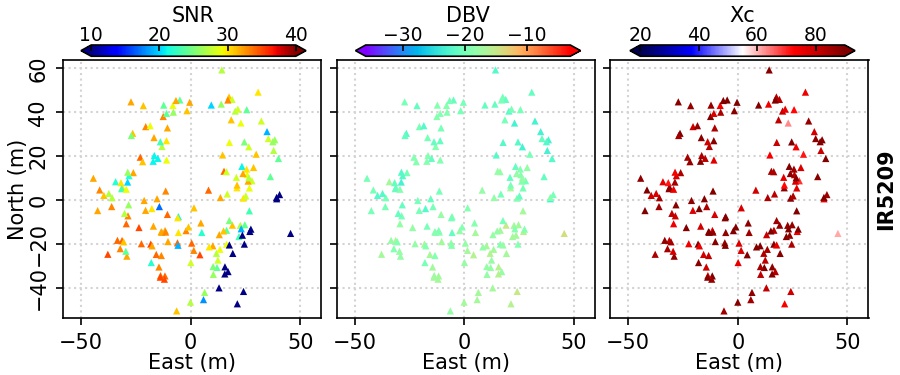 SNR DBV Xc
10 20 30 40 −30 −20 −10 20 40 60 80
60
40
20
0
−20
−40
North (m)
IR5209
−50 0 50 −50 0 50 −50 0 50
East (m) East (m) East (m)